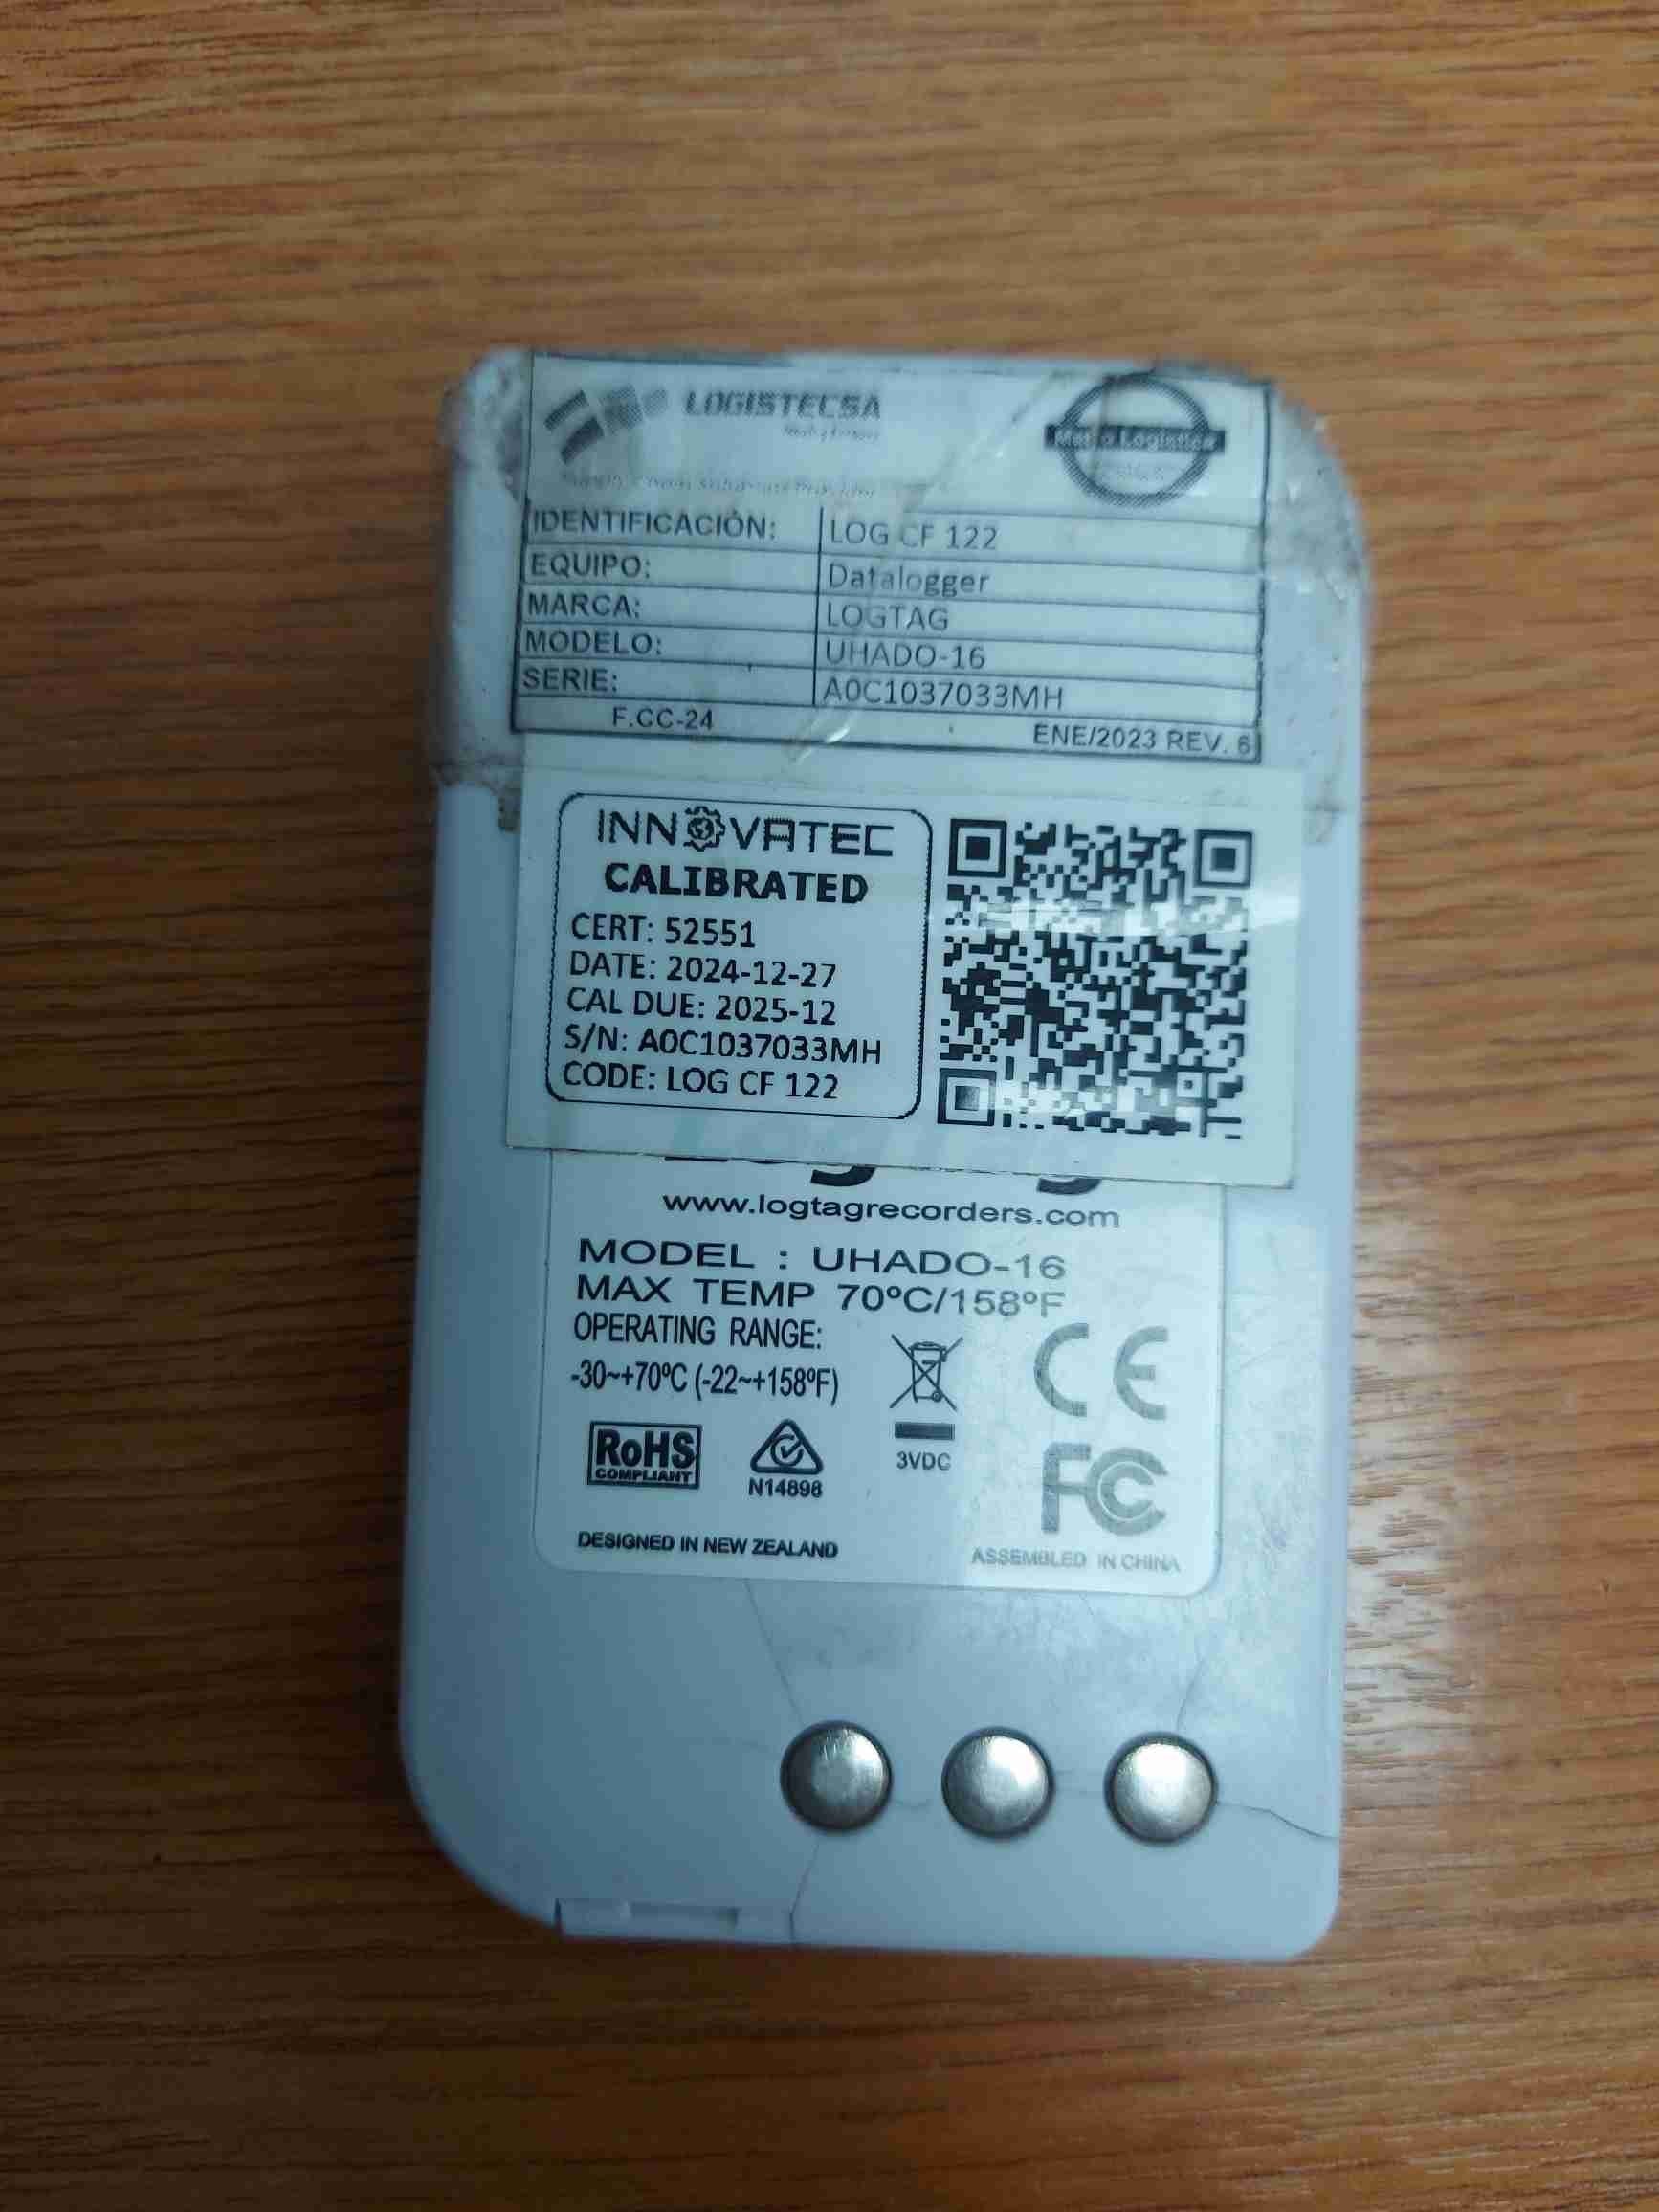 LOGISTECSA
Metro Logistics
IDENTIFICACIÓN: LOG CF 122
EQUIPO: Datalogger
MARCA: LOGTAG
MODELO: UHADO-16
SERIE: A0C1037033MH
F.CC-24 ENE/2023 REV. 6
INNOVATEC
CALIBRATED
CERT: 52551
DATE: 2024-12-27
CAL DUE: 2025-12
S/N: A0C1037033MH
CODE: LOG CF 122
www.logtagrecorders.com
MODEL : UHADO-16
MAX TEMP 70ºC/158ºF
OPERATING RANGE:
-30~+70ºC (-22~+158ºF)
CE
RoHS
COMPLIANT
N14898
3VDC
FC
DESIGNED IN NEW ZEALAND
ASSEMBLED IN CHINA